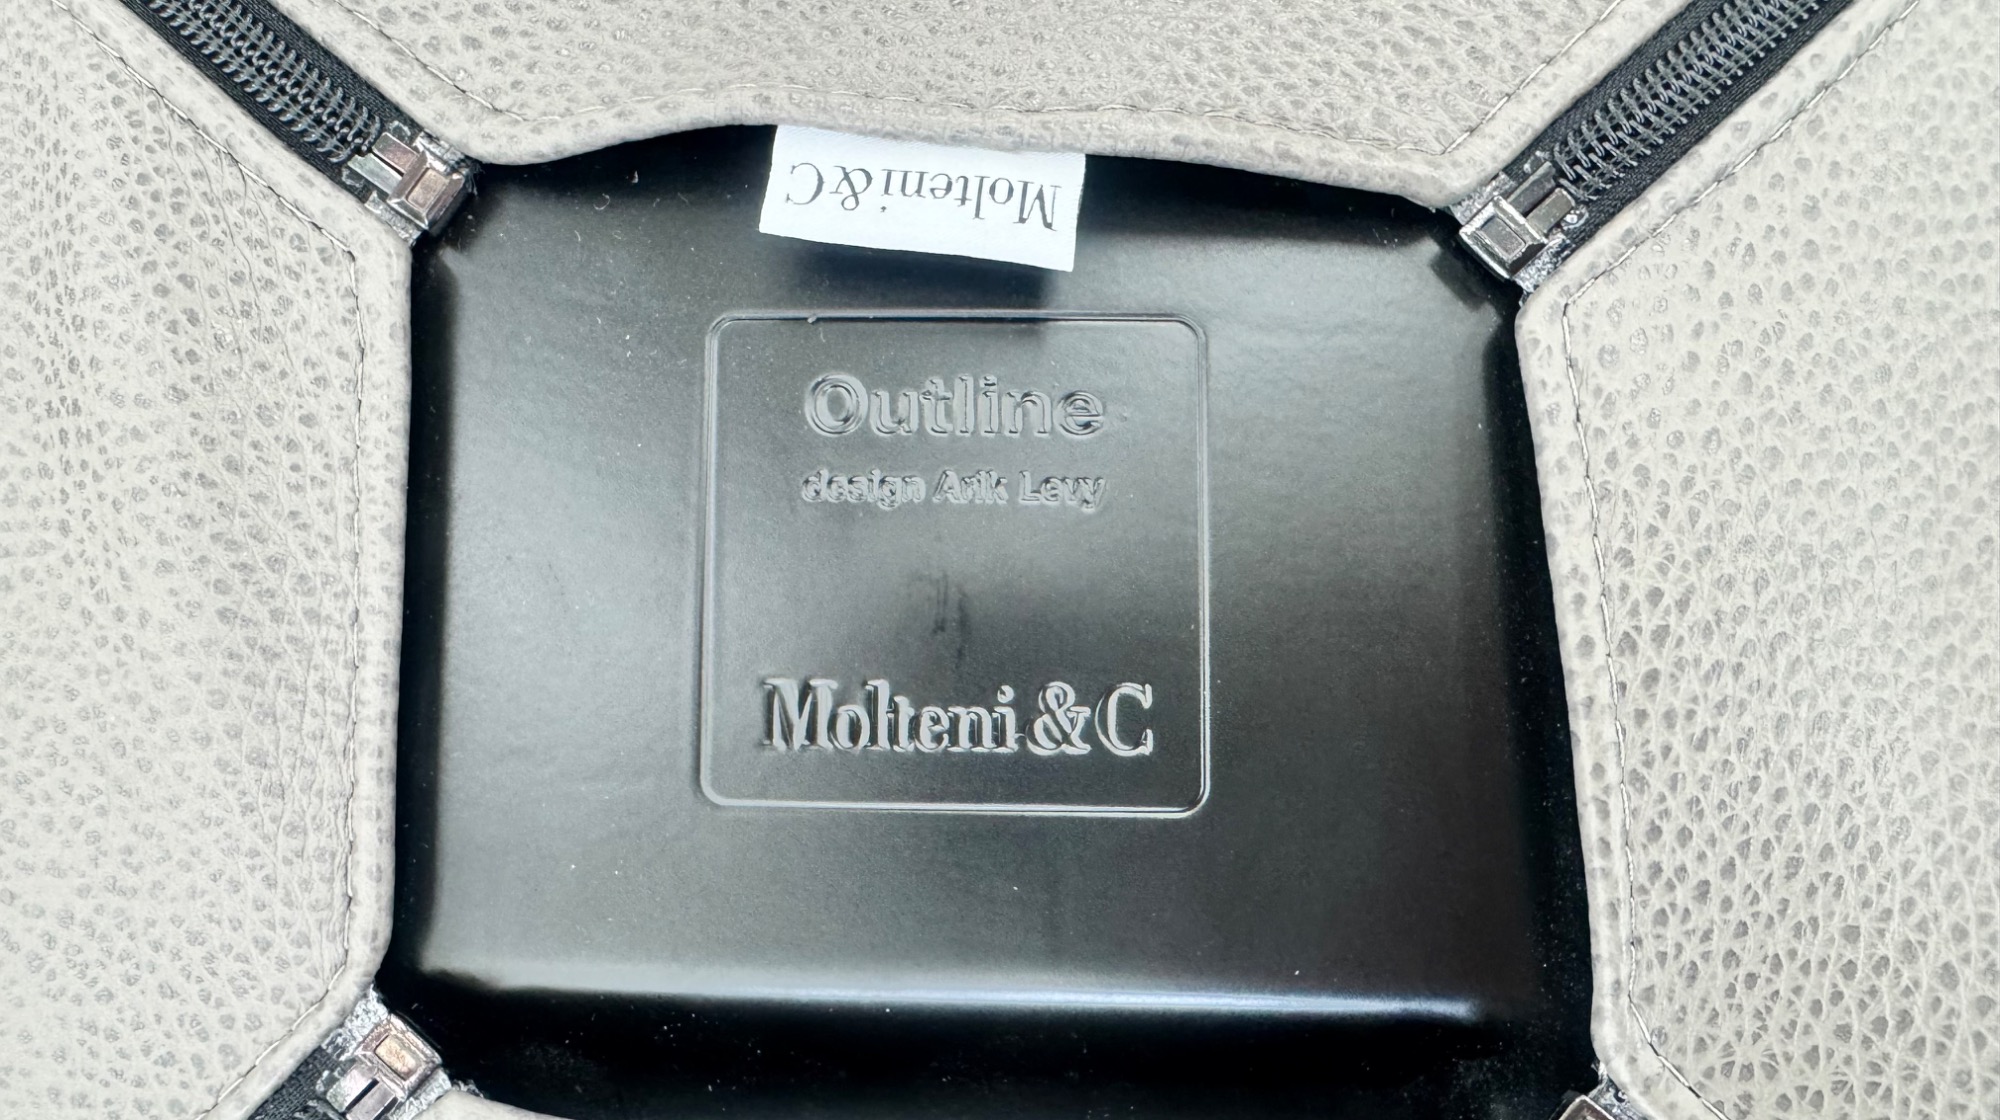 Molteni&C
Outline
design Arik Levy
Molteni&C